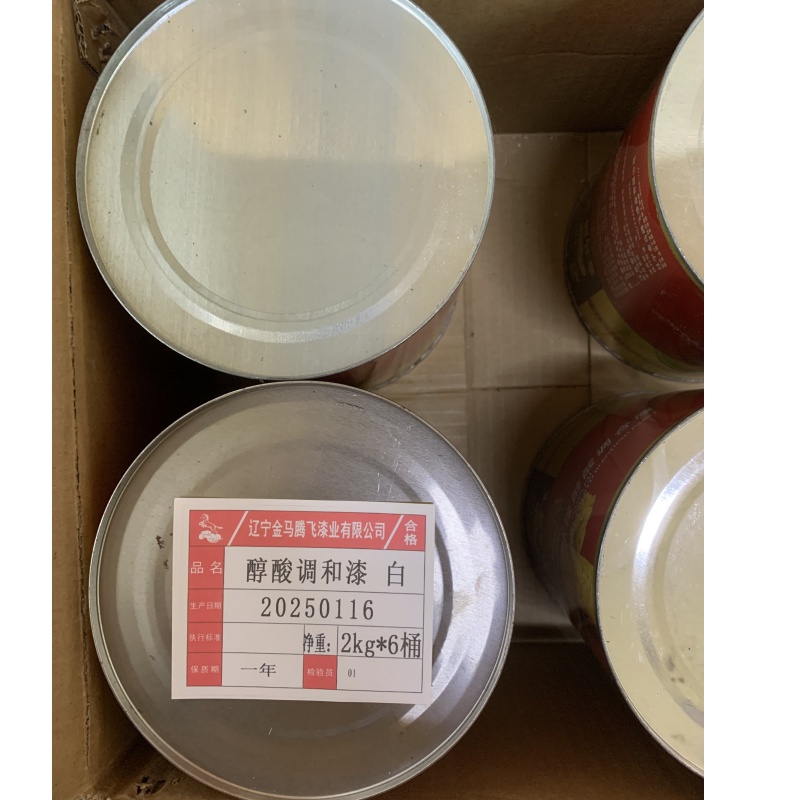 辽宁金马腾飞漆业有限公司 合格
品名 醇酸调和漆 白
生产日期 20250116
执行标准 净重: 2kg*6桶
保质期 一年 检验员 01